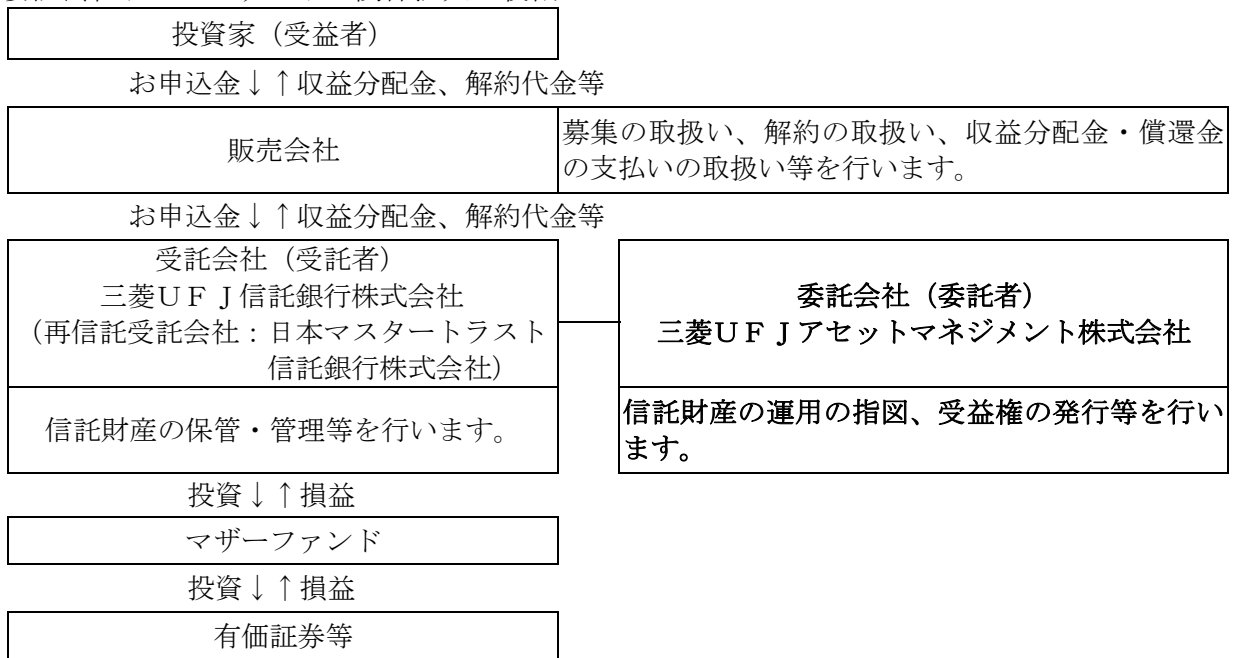 投資家（受益者）
お申込金↓↑収益分配金、解約代金等
販売会社
募集の取扱い、解約の取扱い、収益分配金・償還金
の支払いの取扱い等を行います。
お申込金↓↑収益分配金、解約代金等
受託会社（受託者）
三菱ＵＦＪ信託銀行株式会社
（再信託受託会社：日本マスタートラスト
信託銀行株式会社）
委託会社（委託者）
三菱ＵＦＪアセットマネジメント株式会社
信託財産の保管・管理等を行います。
信託財産の運用の指図、受益権の発行等を行い
ます。
投資↓↑損益
マザーファンド
投資↓↑損益
有価証券等